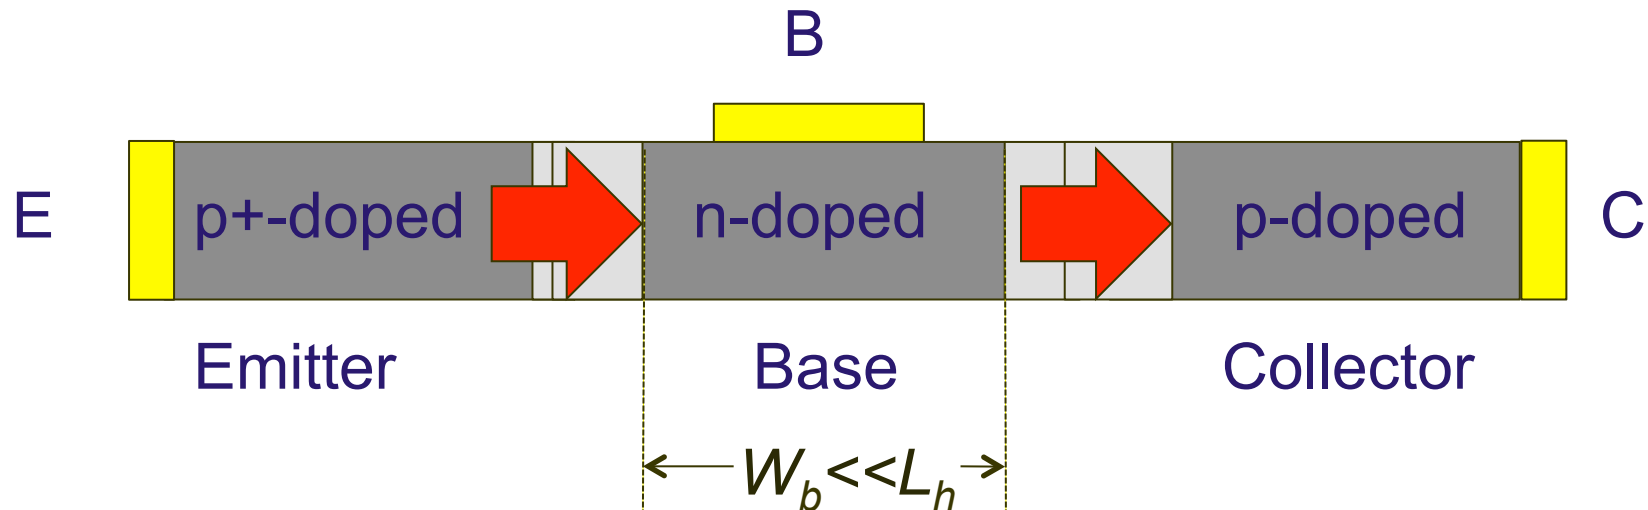 B
E p+-doped n-doped p-doped C
Emitter Base Collector
W_b<<L_h